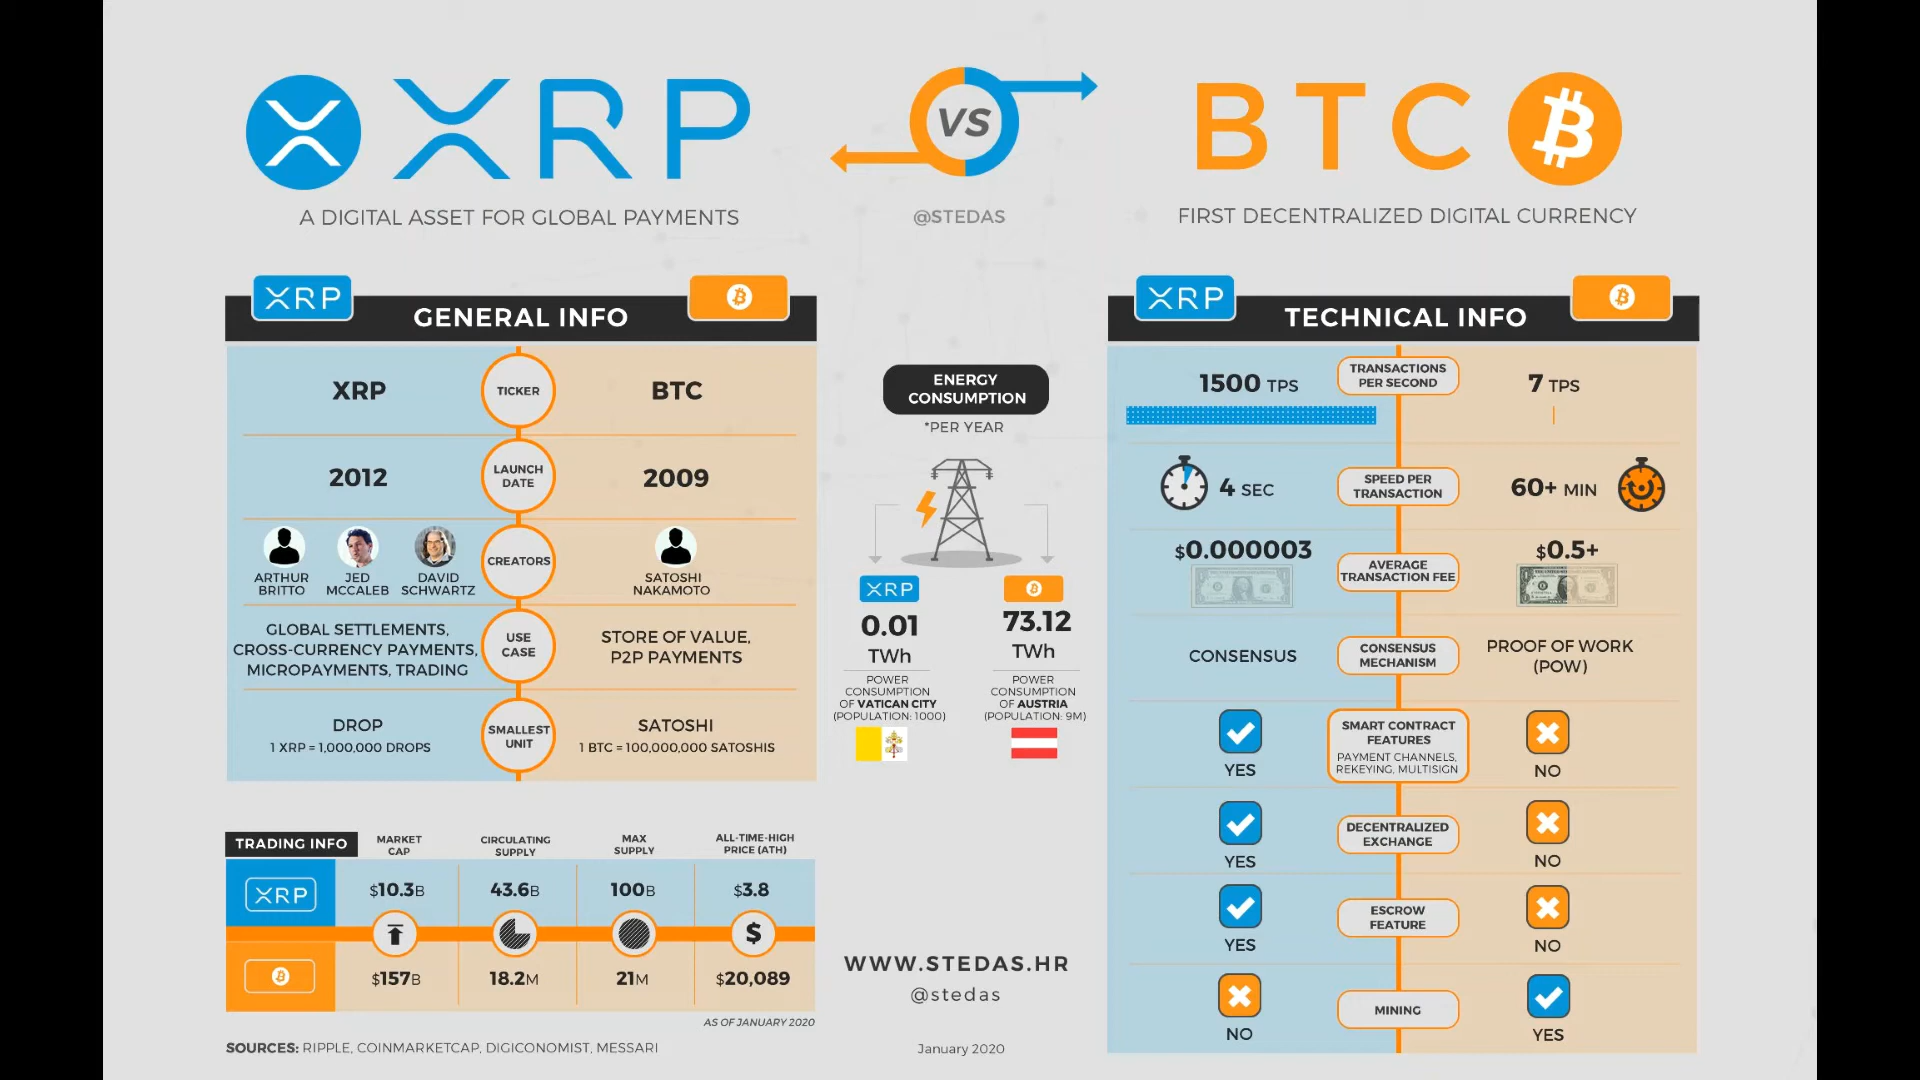 XRP
VS
BTC
A DIGITAL ASSET FOR GLOBAL PAYMENTS
@STEDAS
FIRST DECENTRALIZED DIGITAL CURRENCY
XRP
GENERAL INFO
XRP
TICKER
BTC
2012
LAUNCH
DATE
2009
ARTHUR
BRITTO
JED
MCCALEB
DAVID
SCHWARTZ
CREATORS
SATOSHI
NAKAMOTO
GLOBAL SETTLEMENTS,
CROSS-CURRENCY PAYMENTS,
MICROPAYMENTS, TRADING
USE
CASE
STORE OF VALUE,
P2P PAYMENTS
DROP
1 XRP = 1,000,000 DROPS
SMALLEST
UNIT
SATOSHI
1 BTC = 100,000,000 SATOSHIS
ENERGY
CONSUMPTION
*PER YEAR
XRP
0.01
TWh
POWER
CONSUMPTION
OF VATICAN CITY
(POPULATION: 1000)
73.12
TWh
POWER
CONSUMPTION
OF AUSTRIA
(POPULATION: 9M)
XRP
TECHNICAL INFO
1500 TPS
TRANSACTIONS
PER SECOND
7 TPS
4 SEC
SPEED PER
TRANSACTION
60+ MIN
$0.000003
AVERAGE
TRANSACTION FEE
$0.5+
CONSENSUS
CONSENSUS
MECHANISM
PROOF OF WORK
(POW)
YES
SMART CONTRACT
FEATURES
PAYMENT CHANNELS,
REKEYING, MULTISIGN
NO
YES
DECENTRALIZED
EXCHANGE
NO
YES
ESCROW
FEATURE
NO
NO
MINING
YES
TRADING INFO
MARKET
CAP
CIRCULATING
SUPPLY
MAX
SUPPLY
ALL-TIME-HIGH
PRICE (ATH)
XRP
$10.3B
43.6B
100B
$3.8
$
$157B
18.2M
21M
$20,089
AS OF JANUARY 2020
SOURCES: RIPPLE, COINMARKETCAP, DIGICONOMIST, MESSARI
WWW.STEDAS.HR
@stedas
January 2020